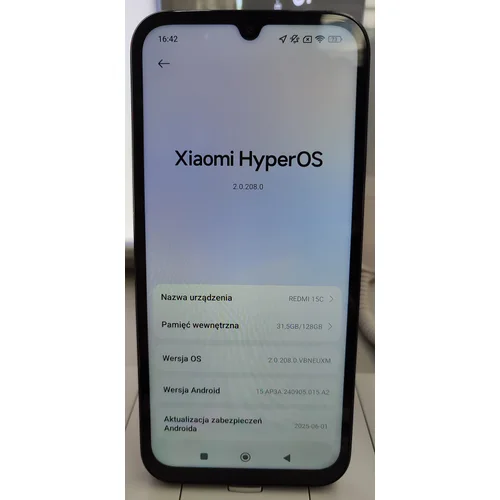 16:42
Xiaomi HyperOS
2.0.208.0
Nazwa urządzenia REDMI 15C
Pamięć wewnętrzna 31,5GB/128GB
Wersja OS 2.0.208.0.VBNEUXM
Wersja Android 15 AP3A.240905.015.A2
Aktualizacja zabezpieczeń
Androida 2025-06-01